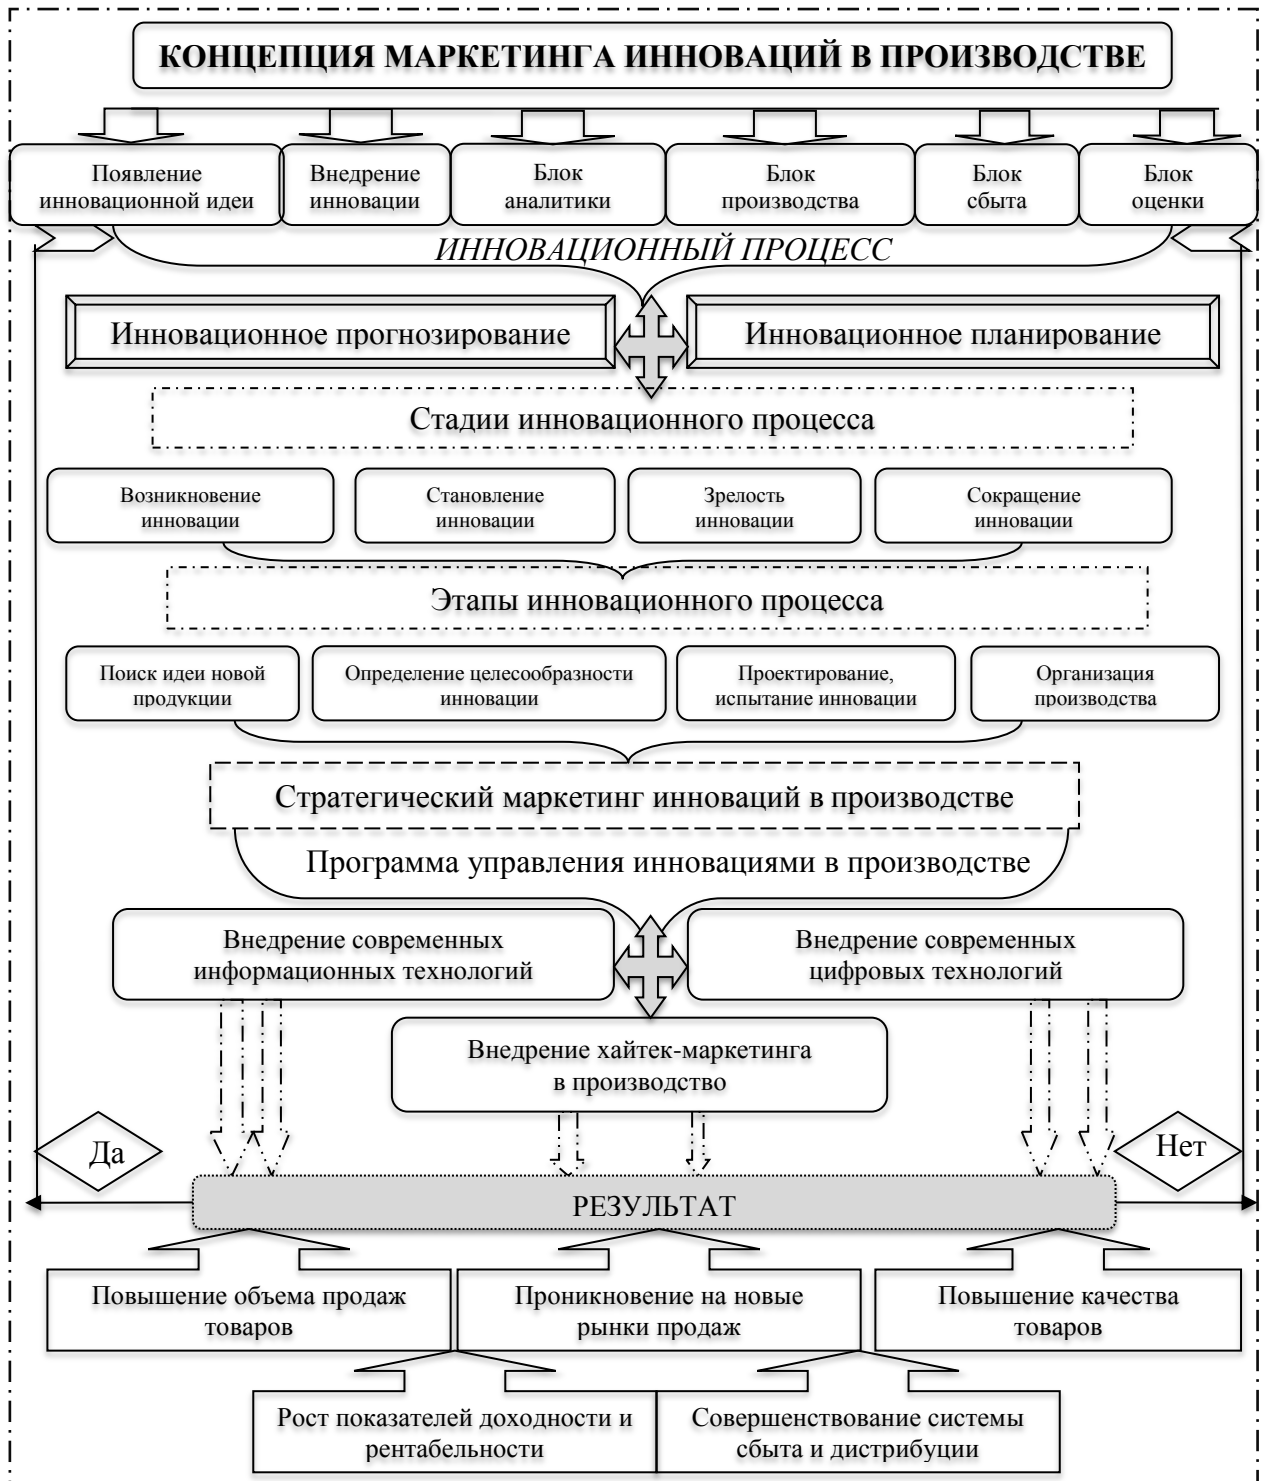 КОНЦЕПЦИЯ МАРКЕТИНГА ИННОВАЦИЙ В ПРОИЗВОДСТВЕ
Появление
инновационной идеи
Внедрение
инновации
Блок
аналитики
Блок
производства
Блок
сбыта
Блок
оценки
ИННОВАЦИОННЫЙ ПРОЦЕСС
Инновационное прогнозирование
Инновационное планирование
Стадии инновационного процесса
Возникновение
инновации
Становление
инновации
Зрелость
инновации
Сокращение
инновации
Этапы инновационного процесса
Поиск идеи новой
продукции
Определение целесообразности
инновации
Проектирование,
испытание инновации
Организация
производства
Стратегический маркетинг инноваций в производстве
Программа управления инновациями в производстве
Внедрение современных
информационных технологий
Внедрение современных
цифровых технологий
Внедрение хайтек-маркетинга
в производство
Да
Нет
РЕЗУЛЬТАТ
Повышение объема продаж
товаров
Проникновение на новые
рынки продаж
Повышение качества
товаров
Рост показателей доходности и
рентабельности
Совершенствование системы
сбыта и дистрибуции